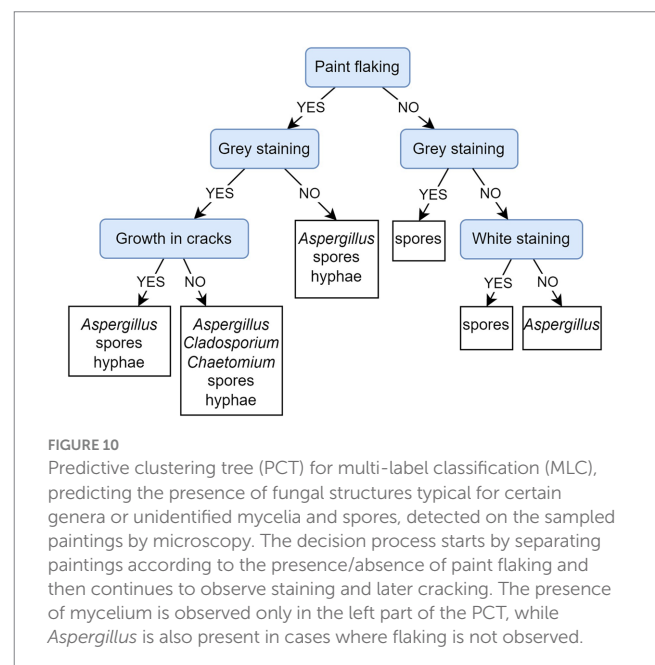 Paint flaking
YES
NO
Grey staining
Grey staining
YES
NO
YES
NO
Growth in cracks
Aspergillus
spores
hyphae
spores
White staining
YES
NO
YES
NO
Aspergillus
spores
hyphae
Aspergillus
Cladosporium
Chaetomium
spores
hyphae
spores
Aspergillus
FIGURE 10
Predictive clustering tree (PCT) for multi-label classification (MLC),
predicting the presence of fungal structures typical for certain
genera or unidentified mycelia and spores, detected on the sampled
paintings by microscopy. The decision process starts by separating
paintings according to the presence/absence of paint flaking and
then continues to observe staining and later cracking. The presence
of mycelium is observed only in the left part of the PCT, while
Aspergillus is also present in cases where flaking is not observed.